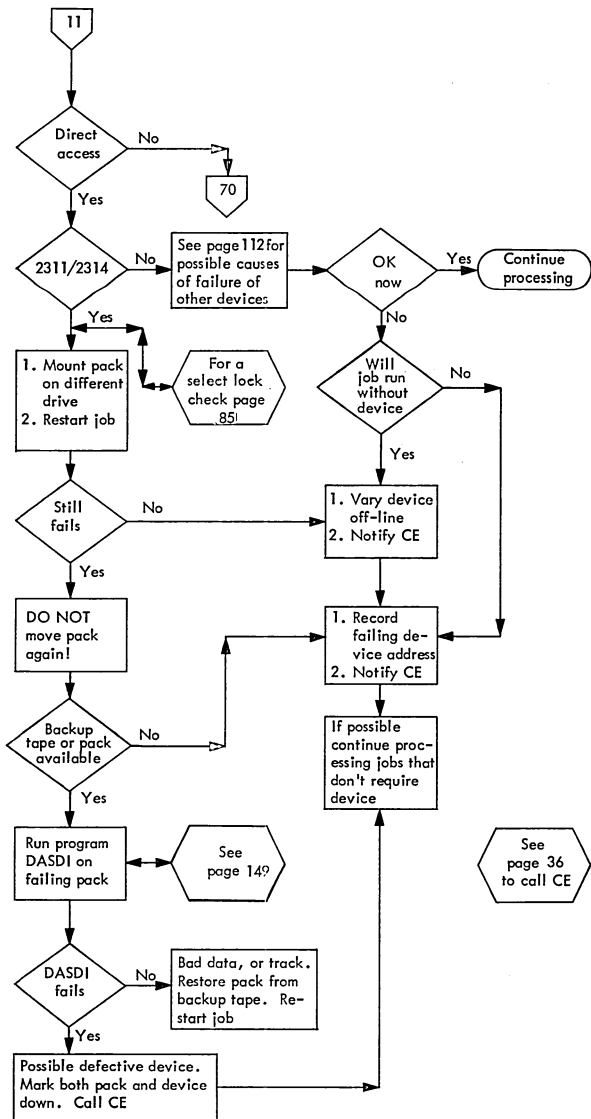 11
Direct
access
No
70
Yes
2311/2314
No
See page 112 for
possible causes
of failure of
other devices
OK
now
Yes
Continue
processing
No
Yes
1. Mount pack
on different
drive
2. Restart job
For a
select lock
check page
85
Will
job run
without
device
No
Yes
Still
fails
No
1. Vary device
off-line
2. Notify CE
Yes
DO NOT
move pack
again!
1. Record
failing de-
vice address
2. Notify CE
Backup
tape or pack
available
No
If possible
continue proc-
essing jobs that
don't require
device
Yes
Run program
DASDI on
failing pack
See
page 149
See
page 36
to call CE
DASDI
fails
No
Bad data, or track.
Restore pack from
backup tape. Re-
start job
Yes
Possible defective device.
Mark both pack and device
down. Call CE